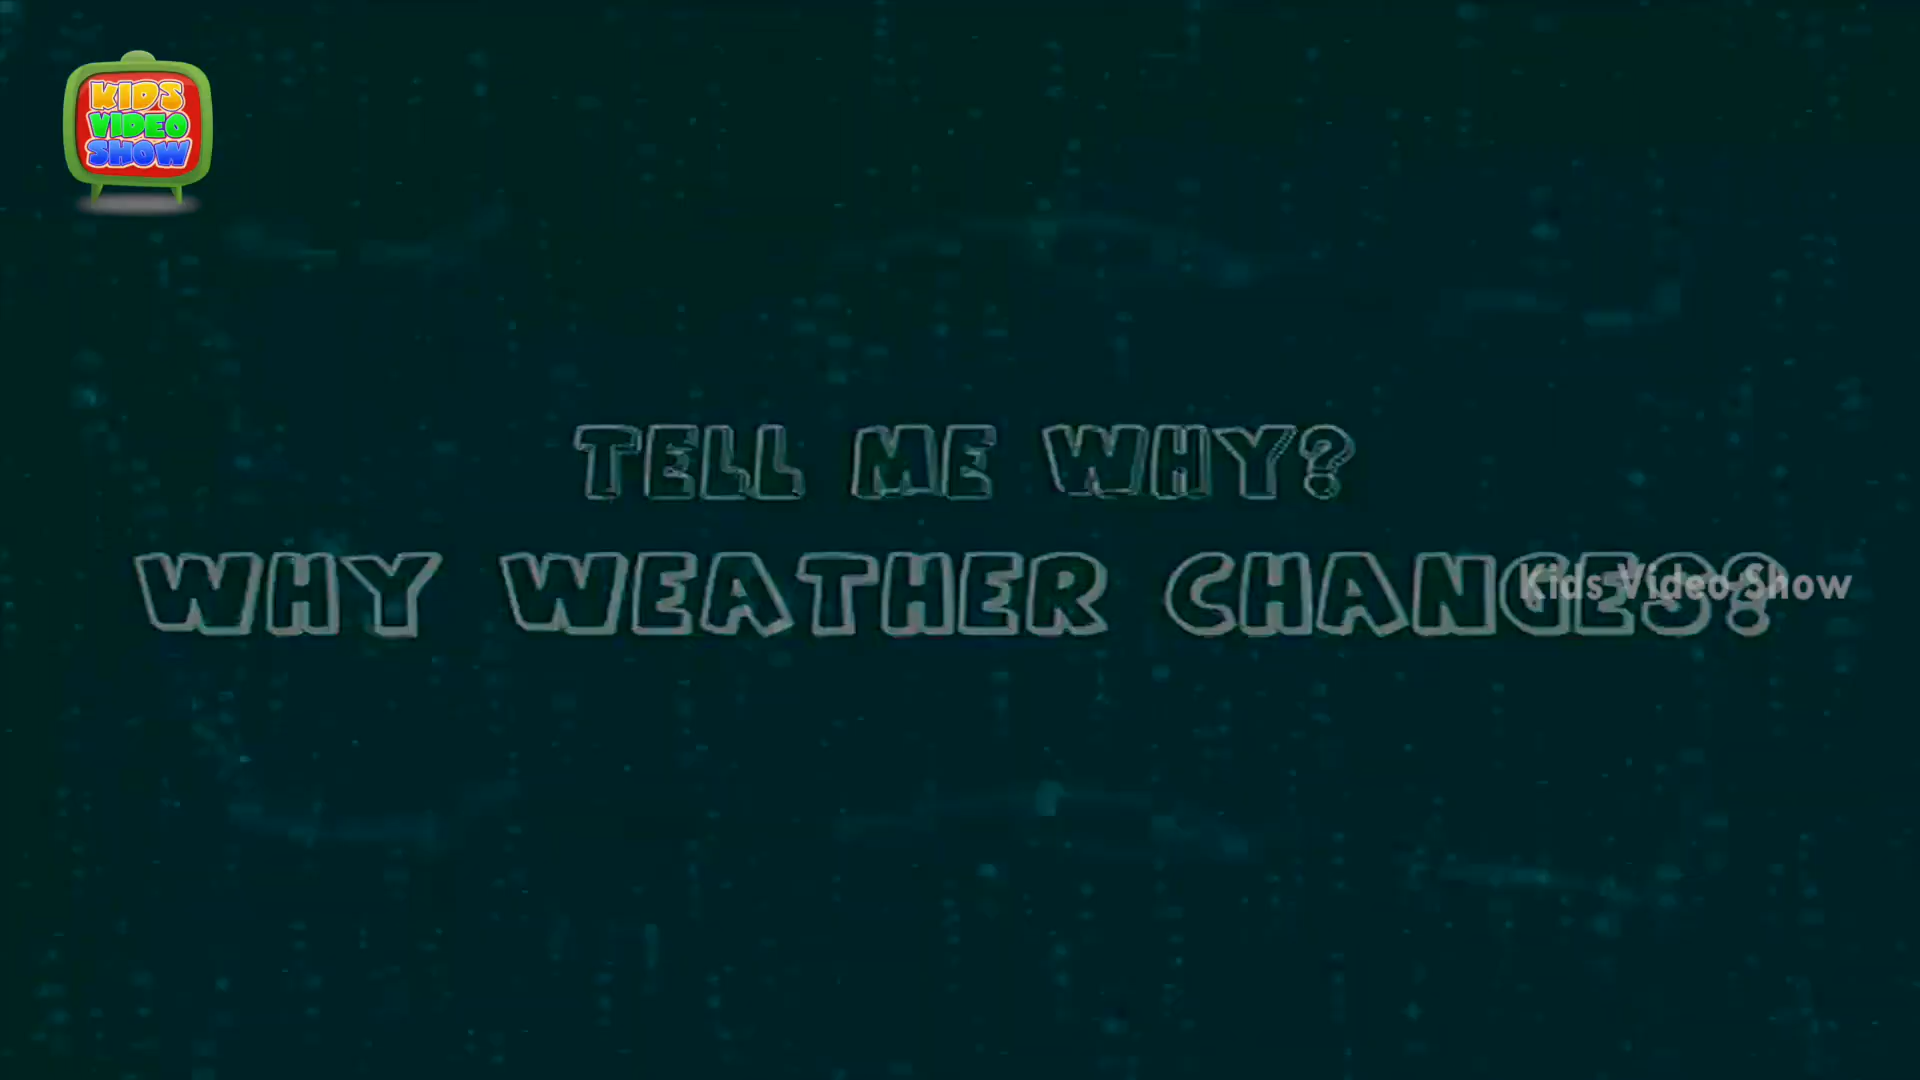 KIDS
VIDEO
SHOW
TELL ME WHY?
WHY WEATHER CHANGES?
Kids Video Show